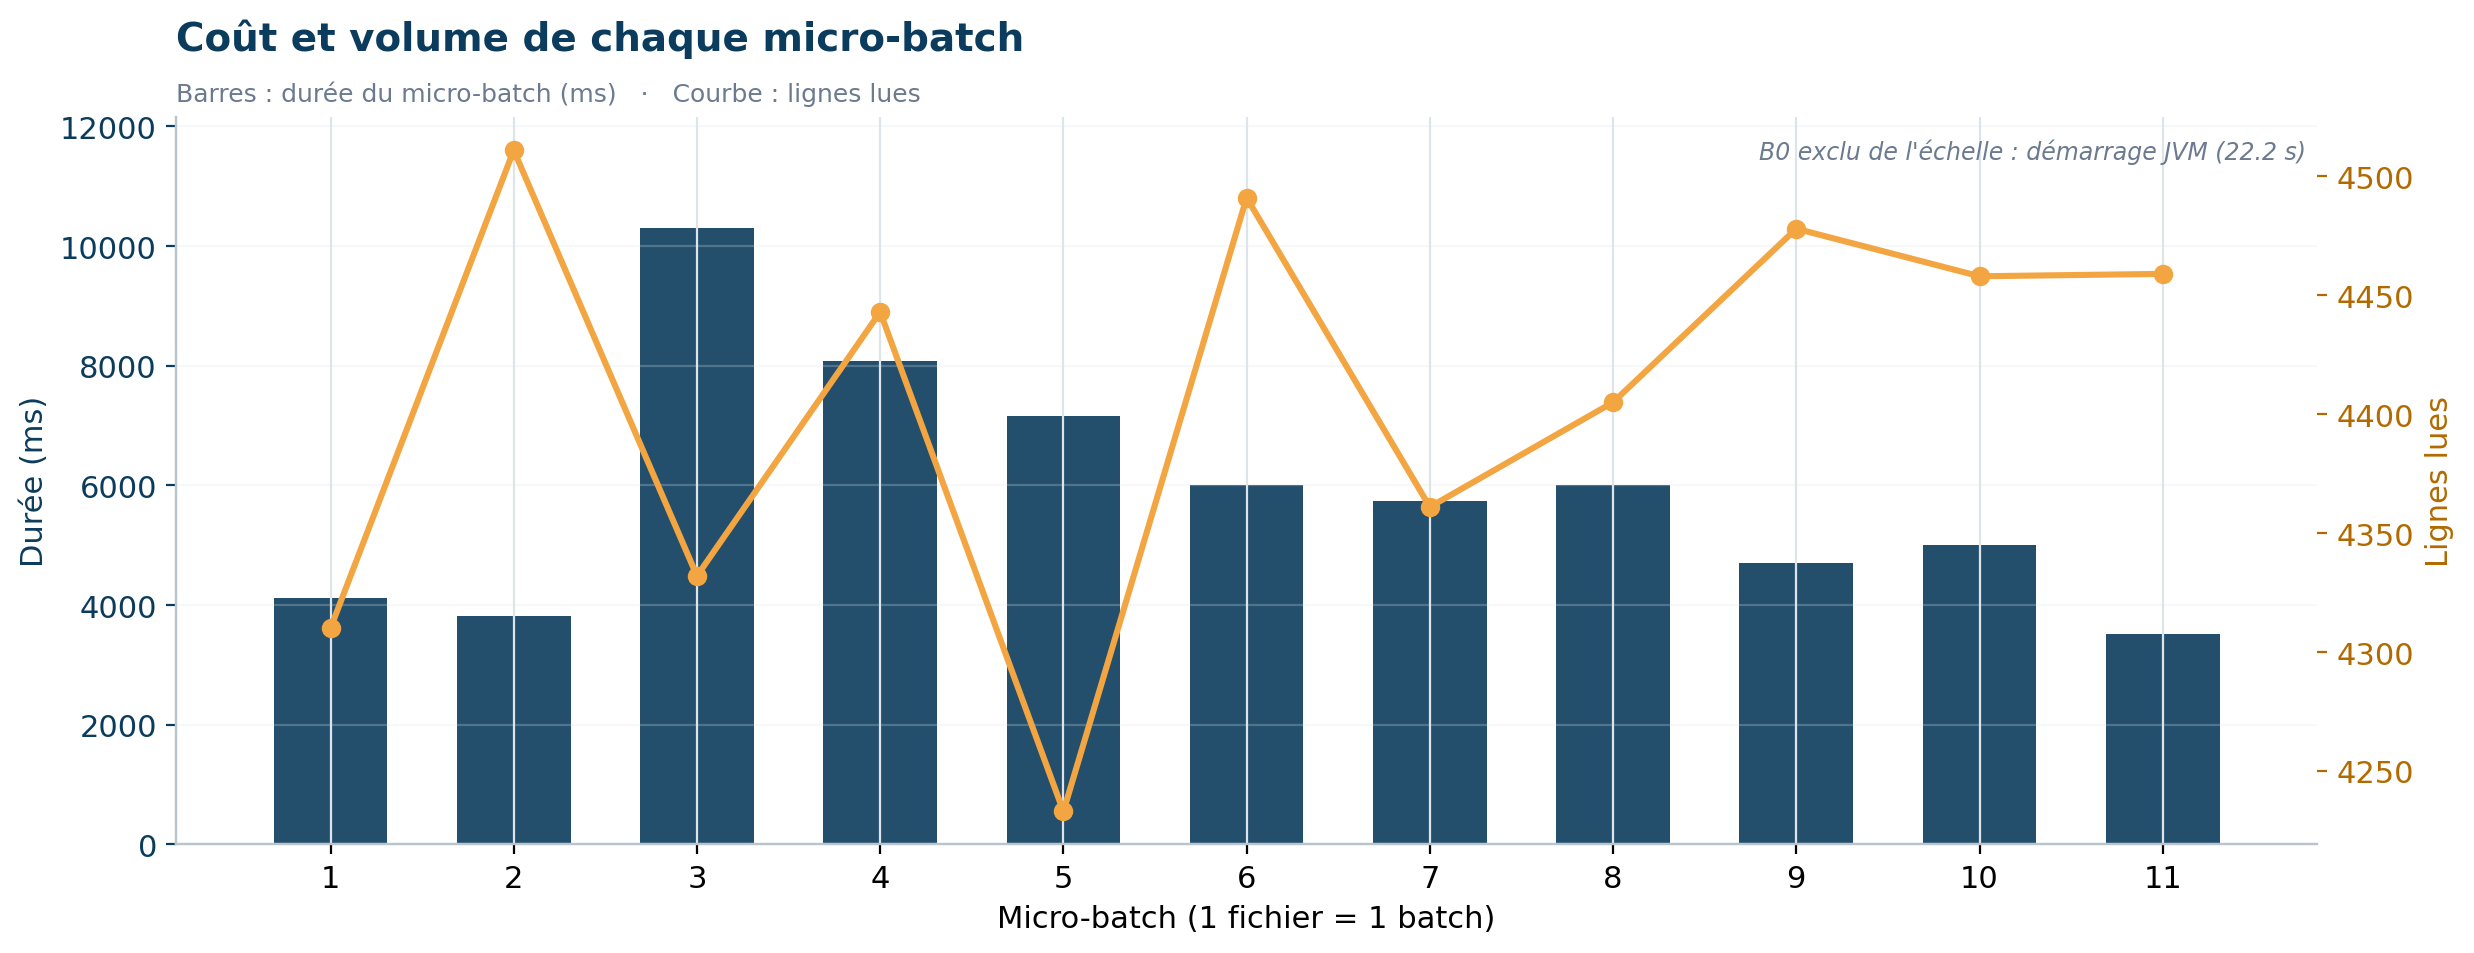 Coût et volume de chaque micro-batch
Barres : durée du micro-batch (ms) · Courbe : lignes lues
B0 exclu de l'échelle : démarrage JVM (22.2 s)
Durée (ms)
12000
10000
8000
6000
4000
2000
0
4500
4450
4400
4350
4300
4250
Lignes lues
1 2 3 4 5 6 7 8 9 10 11
Micro-batch (1 fichier = 1 batch)